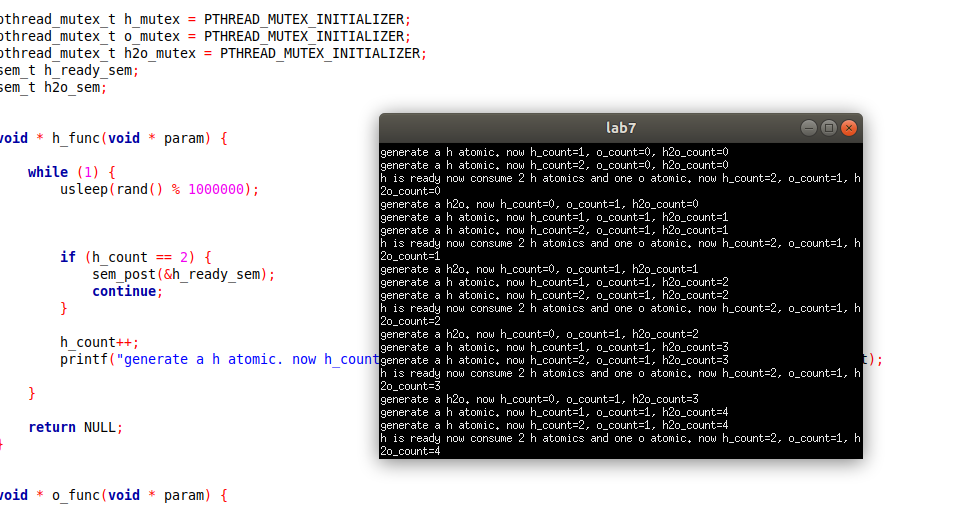 pthread_mutex_t h_mutex = PTHREAD_MUTEX_INITIALIZER;
pthread_mutex_t o_mutex = PTHREAD_MUTEX_INITIALIZER;
pthread_mutex_t h2o_mutex = PTHREAD_MUTEX_INITIALIZER;
sem_t h_ready_sem;
sem_t h2o_sem;
void * h_func(void * param) {
while (1) {
usleep(rand() % 1000000);
if (h_count == 2) {
sem_post(&h_ready_sem);
continue;
}
h_count++;
printf("generate a h atomic. now h_count
t);
}
return NULL;
}
void * o_func(void * param) {
lab7
generate a h atomic. now h_count=1, o_count=0, h2o_count=0
generate a h atomic. now h_count=2, o_count=0, h2o_count=0
h is ready now consume 2 h atomics and one o atomic. now h_count=2, o_count=1, h
2o_count=0
generate a h2o. now h_count=0, o_count=1, h2o_count=0
generate a h atomic. now h_count=1, o_count=1, h2o_count=1
generate a h atomic. now h_count=2, o_count=1, h2o_count=1
h is ready now consume 2 h atomics and one o atomic. now h_count=2, o_count=1, h
2o_count=1
generate a h2o. now h_count=0, o_count=1, h2o_count=1
generate a h atomic. now h_count=1, o_count=1, h2o_count=2
generate a h atomic. now h_count=2, o_count=1, h2o_count=2
h is ready now consume 2 h atomics and one o atomic. now h_count=2, o_count=1, h
2o_count=2
generate a h2o. now h_count=0, o_count=1, h2o_count=2
generate a h atomic. now h_count=1, o_count=1, h2o_count=3
generate a h atomic. now h_count=2, o_count=1, h2o_count=3
h is ready now consume 2 h atomics and one o atomic. now h_count=2, o_count=1, h
2o_count=3
generate a h2o. now h_count=0, o_count=1, h2o_count=3
generate a h atomic. now h_count=1, o_count=1, h2o_count=4
generate a h atomic. now h_count=2, o_count=1, h2o_count=4
h is ready now consume 2 h atomics and one o atomic. now h_count=2, o_count=1, h
2o_count=4